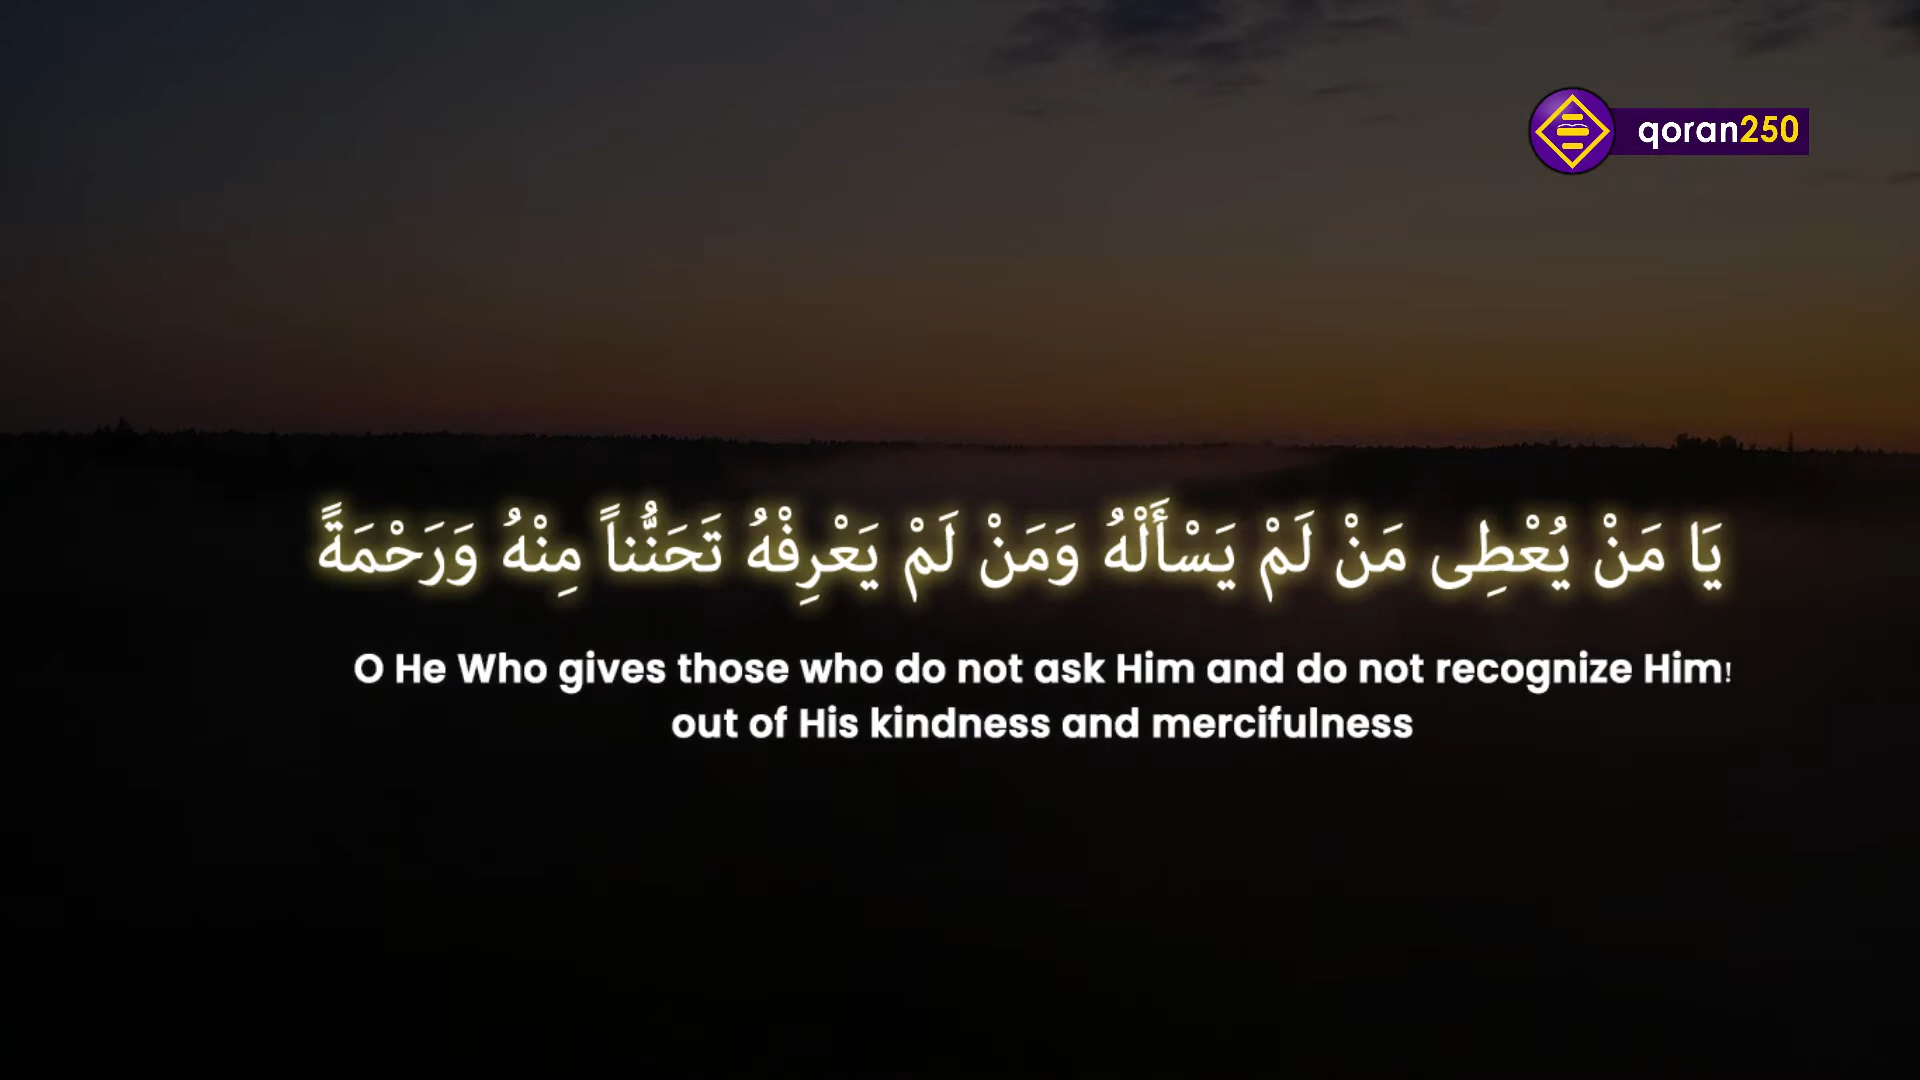 qoran250
يَا مَنْ يُعْطِى مَنْ لَمْ يَسْأَلْهُ وَمَنْ لَمْ يَعْرِفْهُ تَحَنُّناً مِنْهُ وَرَحْمَةً
O He Who gives those who do not ask Him and do not recognize Him!
out of His kindness and mercifulness